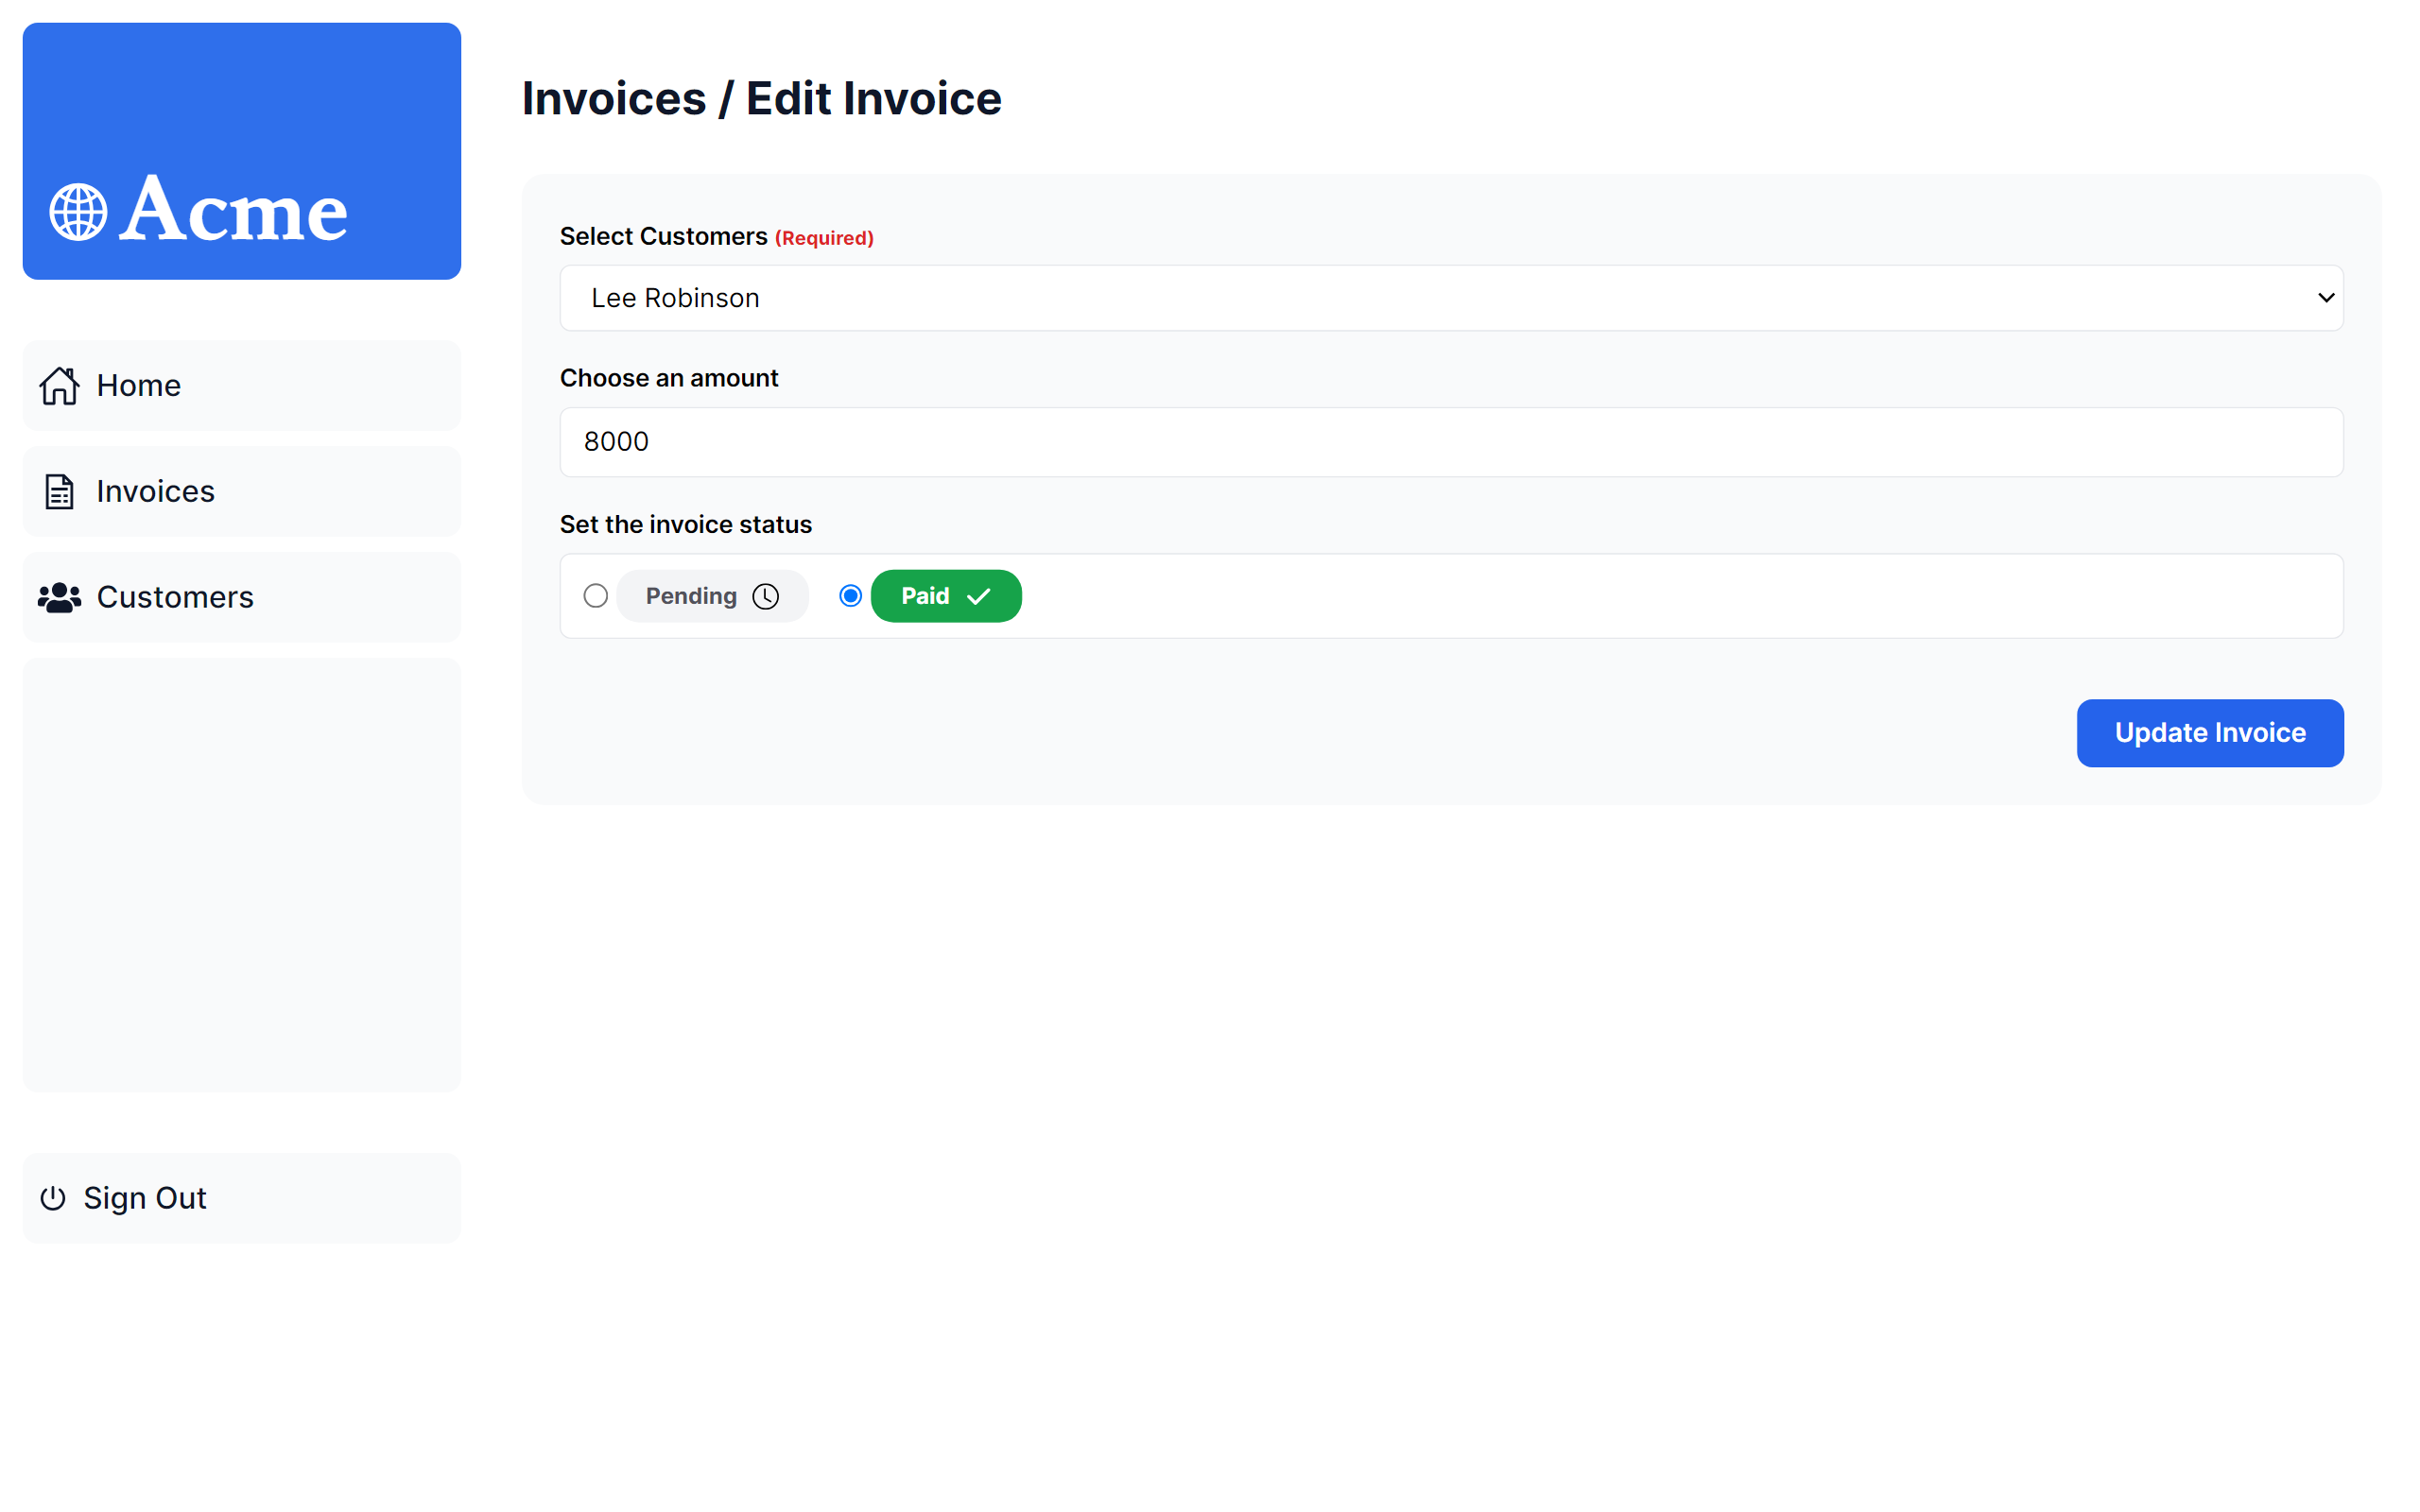 Acme
Home
Invoices
Customers
Sign Out
Invoices / Edit Invoice
Select Customers (Required)
Lee Robinson
Choose an amount
8000
Set the invoice status
Pending Paid
Update Invoice